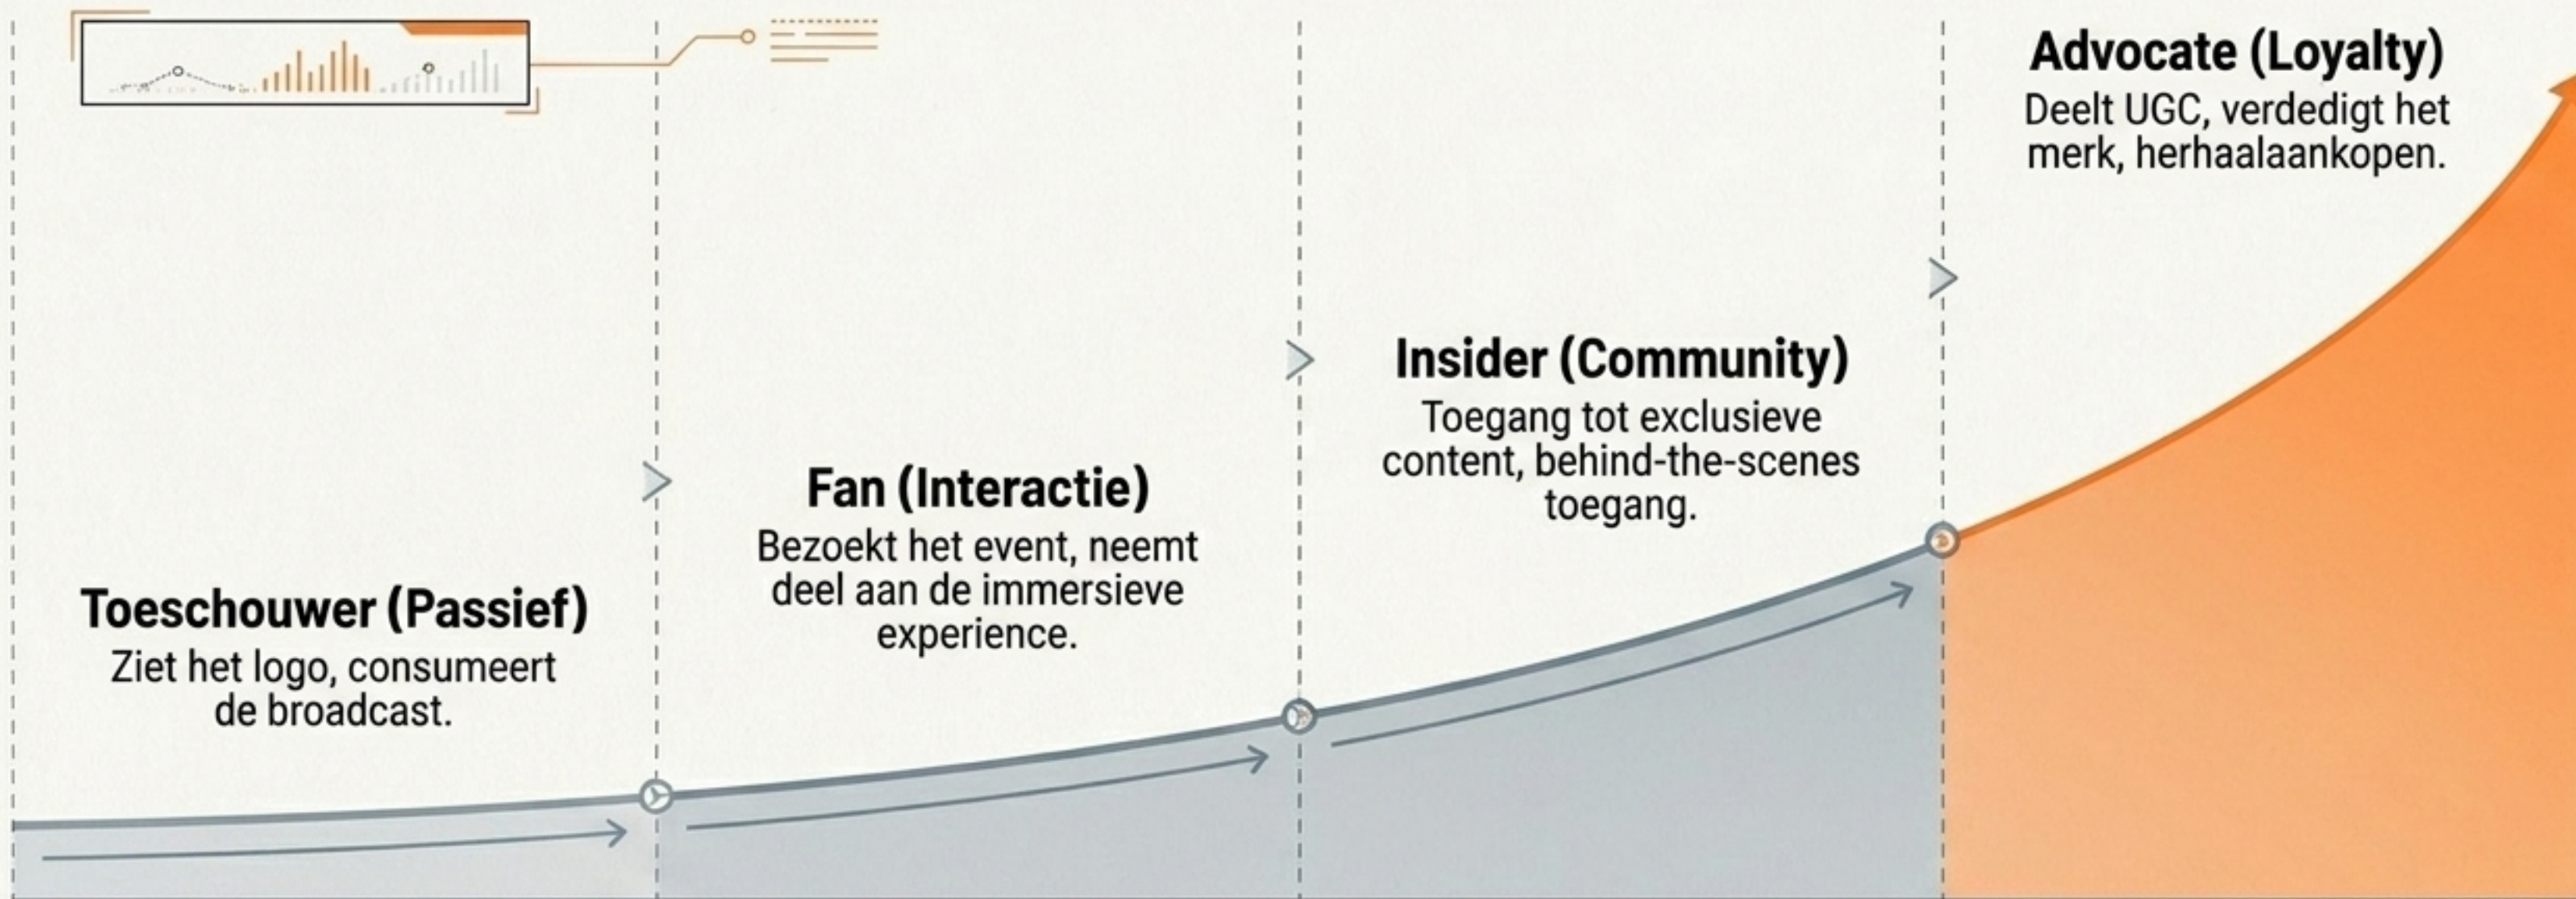 Toeschouwer (Passief)
Ziet het logo, consumeert
de broadcast.
Fan (Interactie)
Bezoekt het event, neemt
deel aan de immersieve
experience.
Insider (Community)
Toegang tot exclusieve
content, behind-the-scenes
toegang.
Advocate (Loyalty)
Deelt UGC, verdedigt het
merk, herhaalaankopen.